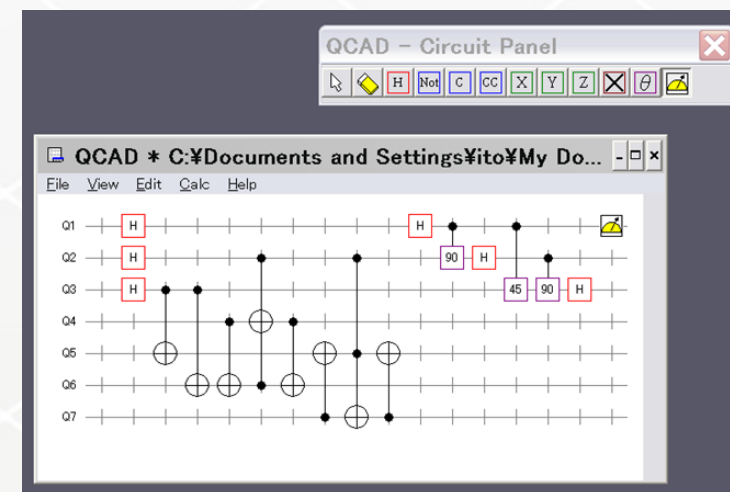 QCAD - Circuit Panel
H Not C CC X Y Z θ
QCAD * C:¥Documents and Settings¥ito¥My Do...
File View Edit Calc Help
Q1 H H
Q2 H 90 H
Q3 H 45 90 H
Q4
Q5
Q6
Q7